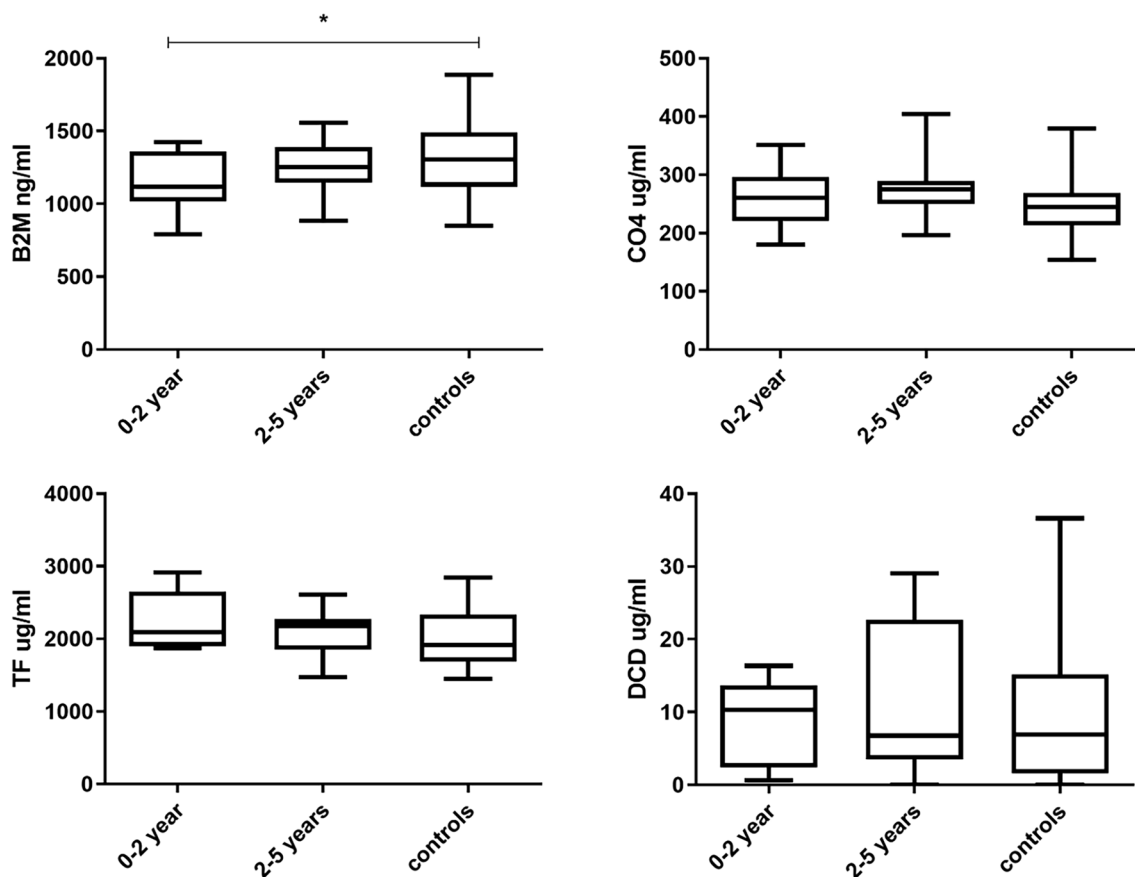 *
B2M ng/ml
2000
1500
1000
500
0
0-2 year
2-5 years
controls
CO4 ug/ml
500
400
300
200
100
0
0-2 year
2-5 years
controls
TF ug/ml
4000
3000
2000
1000
0
0-2 year
2-5 years
controls
DCD ug/ml
40
30
20
10
0
0-2 year
2-5 years
controls